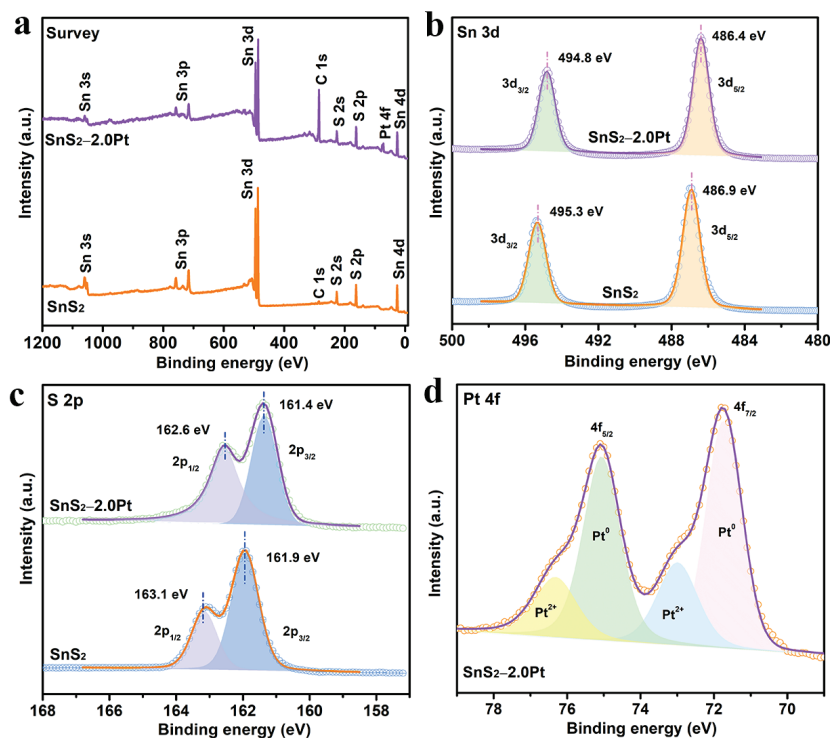 a
Survey
Sn 3s
Sn 3p
Sn 3d
C 1s
S 2s
S 2p
Pt 4f
Sn 4d
SnS₂−2.0Pt
Sn 3s
Sn 3p
Sn 3d
C 1s
S 2s
S 2p
Sn 4d
SnS₂
Intensity (a.u.)
1200 1000 800 600 400 200 0
Binding energy (eV)
b
Sn 3d
494.8 eV
486.4 eV
3d₃/₂
3d₅/₂
SnS₂−2.0Pt
495.3 eV
486.9 eV
3d₃/₂
3d₅/₂
SnS₂
Intensity (a.u.)
500 496 492 488 484 480
Binding energy (eV)
c
S 2p
161.4 eV
162.6 eV
2p₁/₂
2p₃/₂
SnS₂−2.0Pt
161.9 eV
163.1 eV
2p₁/₂
2p₃/₂
SnS₂
Intensity (a.u.)
168 166 164 162 160 158
Binding energy (eV)
d
Pt 4f
4f₅/₂
4f₇/₂
Pt⁰
Pt⁰
Pt²⁺
Pt²⁺
SnS₂−2.0Pt
Intensity (a.u.)
78 76 74 72 70
Binding energy (eV)